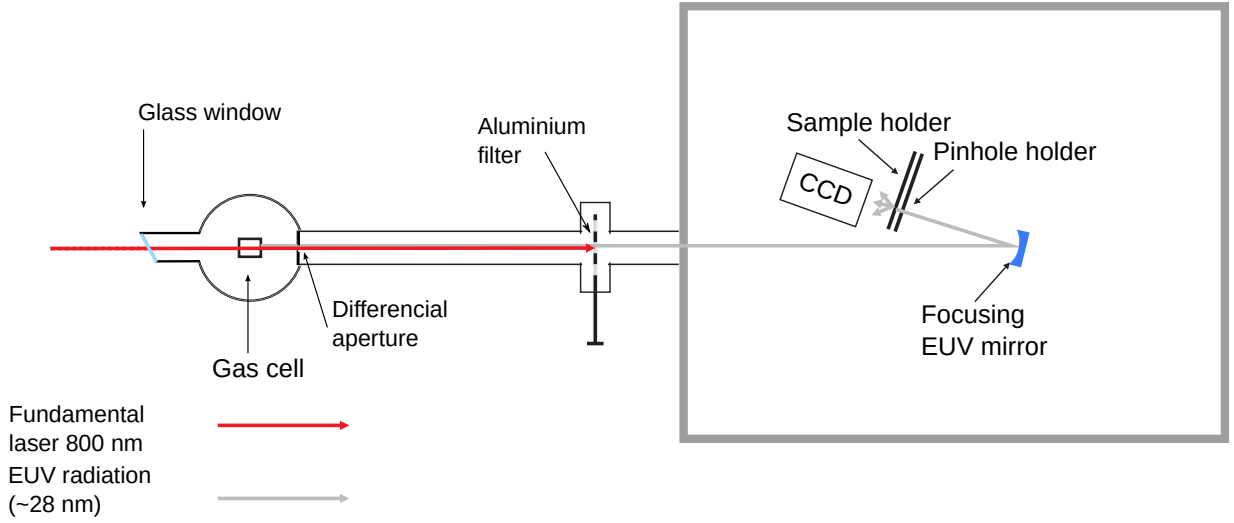 Glass window
Aluminium
filter
Sample holder
Pinhole holder
CCD
Differencial
aperture
Gas cell
Focusing
EUV mirror
Fundamental
laser 800 nm
EUV radiation
(~28 nm)